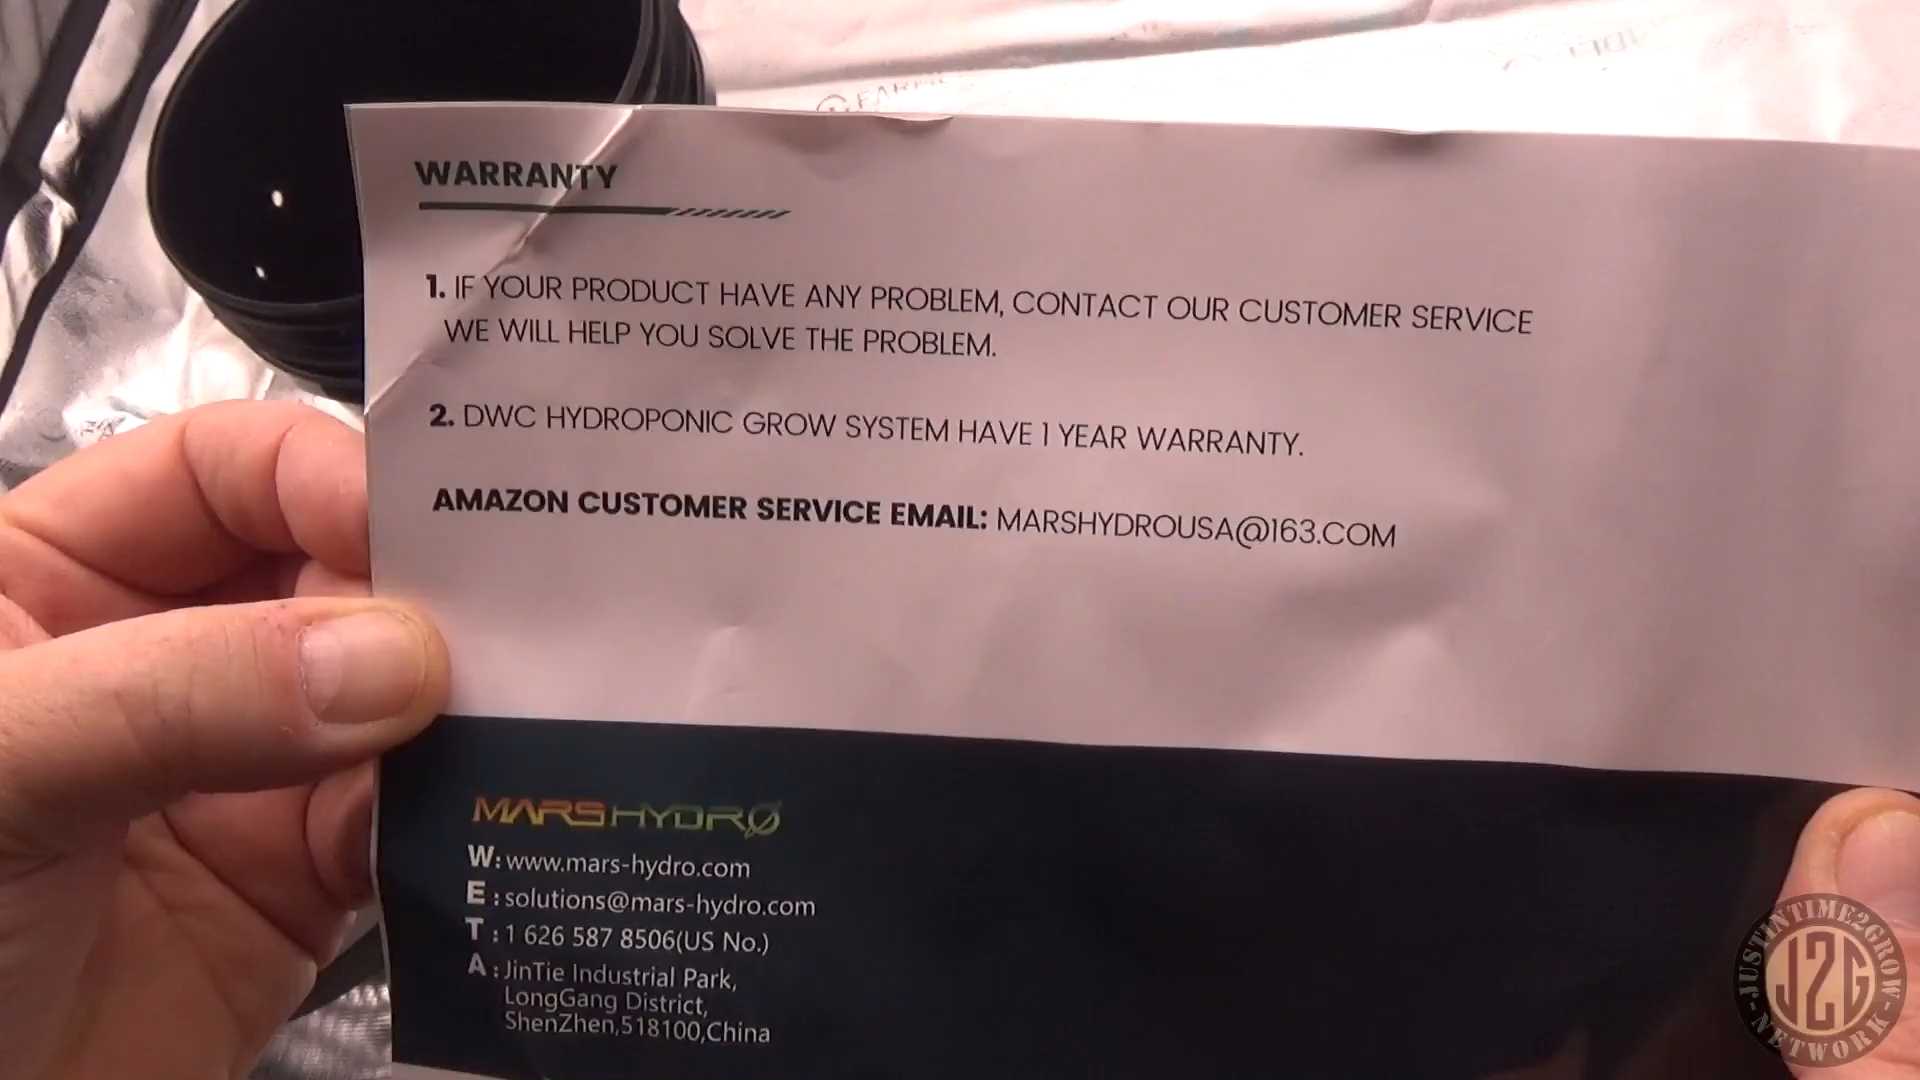 WARRANTY
1. IF YOUR PRODUCT HAVE ANY PROBLEM, CONTACT OUR CUSTOMER SERVICE
WE WILL HELP YOU SOLVE THE PROBLEM.
2. DWC HYDROPONIC GROW SYSTEM HAVE 1 YEAR WARRANTY.
AMAZON CUSTOMER SERVICE EMAIL: MARSHYDROUSA@163.COM
MARS HYDRO
W: www.mars-hydro.com
E : solutions@mars-hydro.com
T : 1 626 587 8506(US No.)
A : JinTie Industrial Park,
LongGang District,
ShenZhen,518100,China
JUSTINTIME2GROW
J2G
- NETWORK -